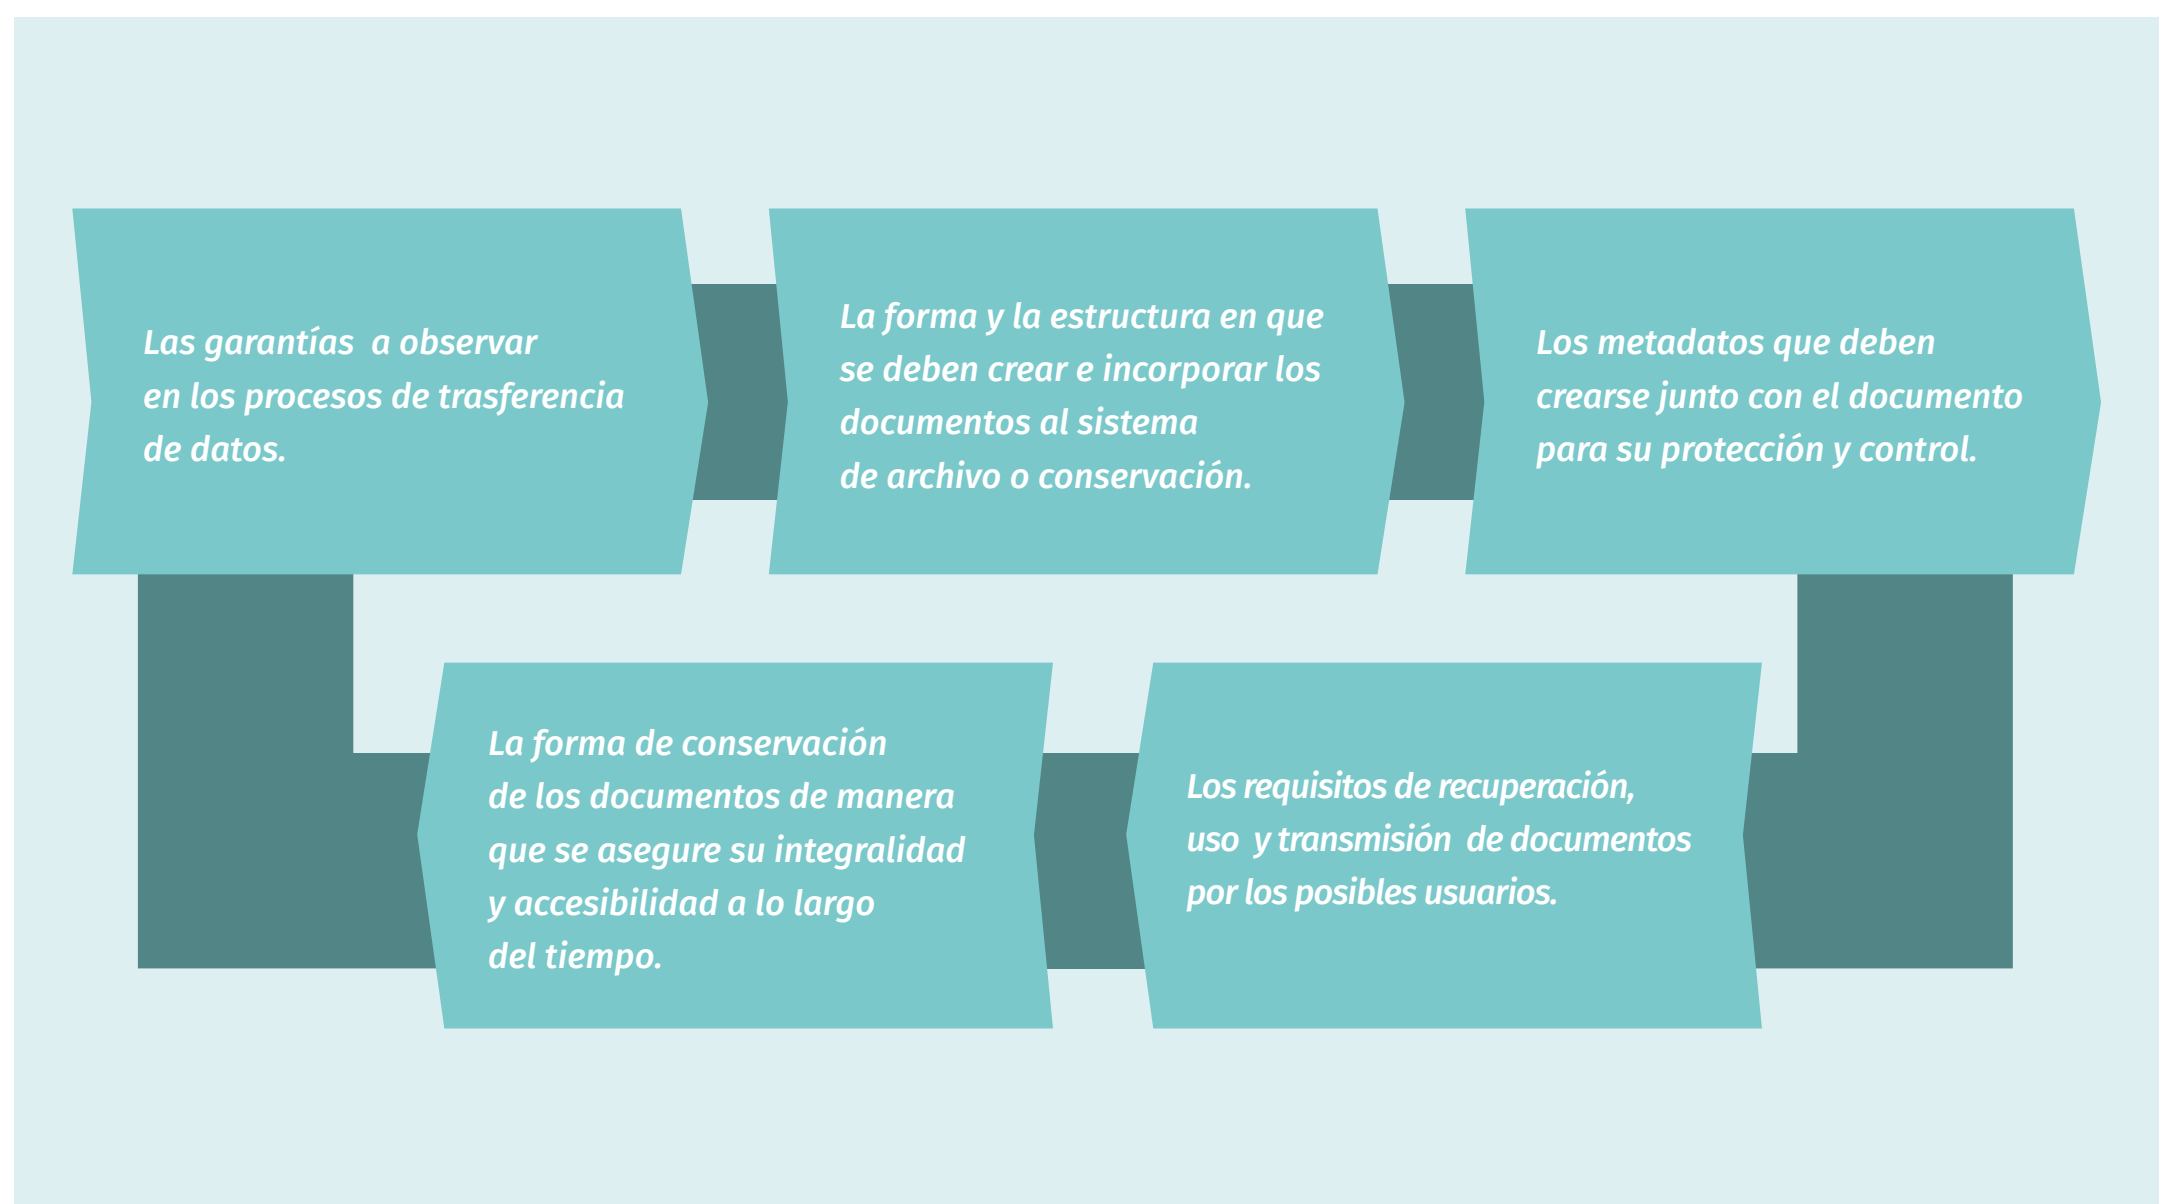 Las garantías  a observar
en los procesos de trasferencia
de datos.
La forma y la estructura en que
se deben crear e incorporar los
documentos al sistema
de archivo o conservación.
Los metadatos que deben
crearse junto con el documento
para su protección y control.
Los requisitos de recuperación,
uso  y transmisión  de documentos
por los posibles usuarios.
La forma de conservación
de los documentos de manera
que se asegure su integralidad
y accesibilidad a lo largo
del tiempo.